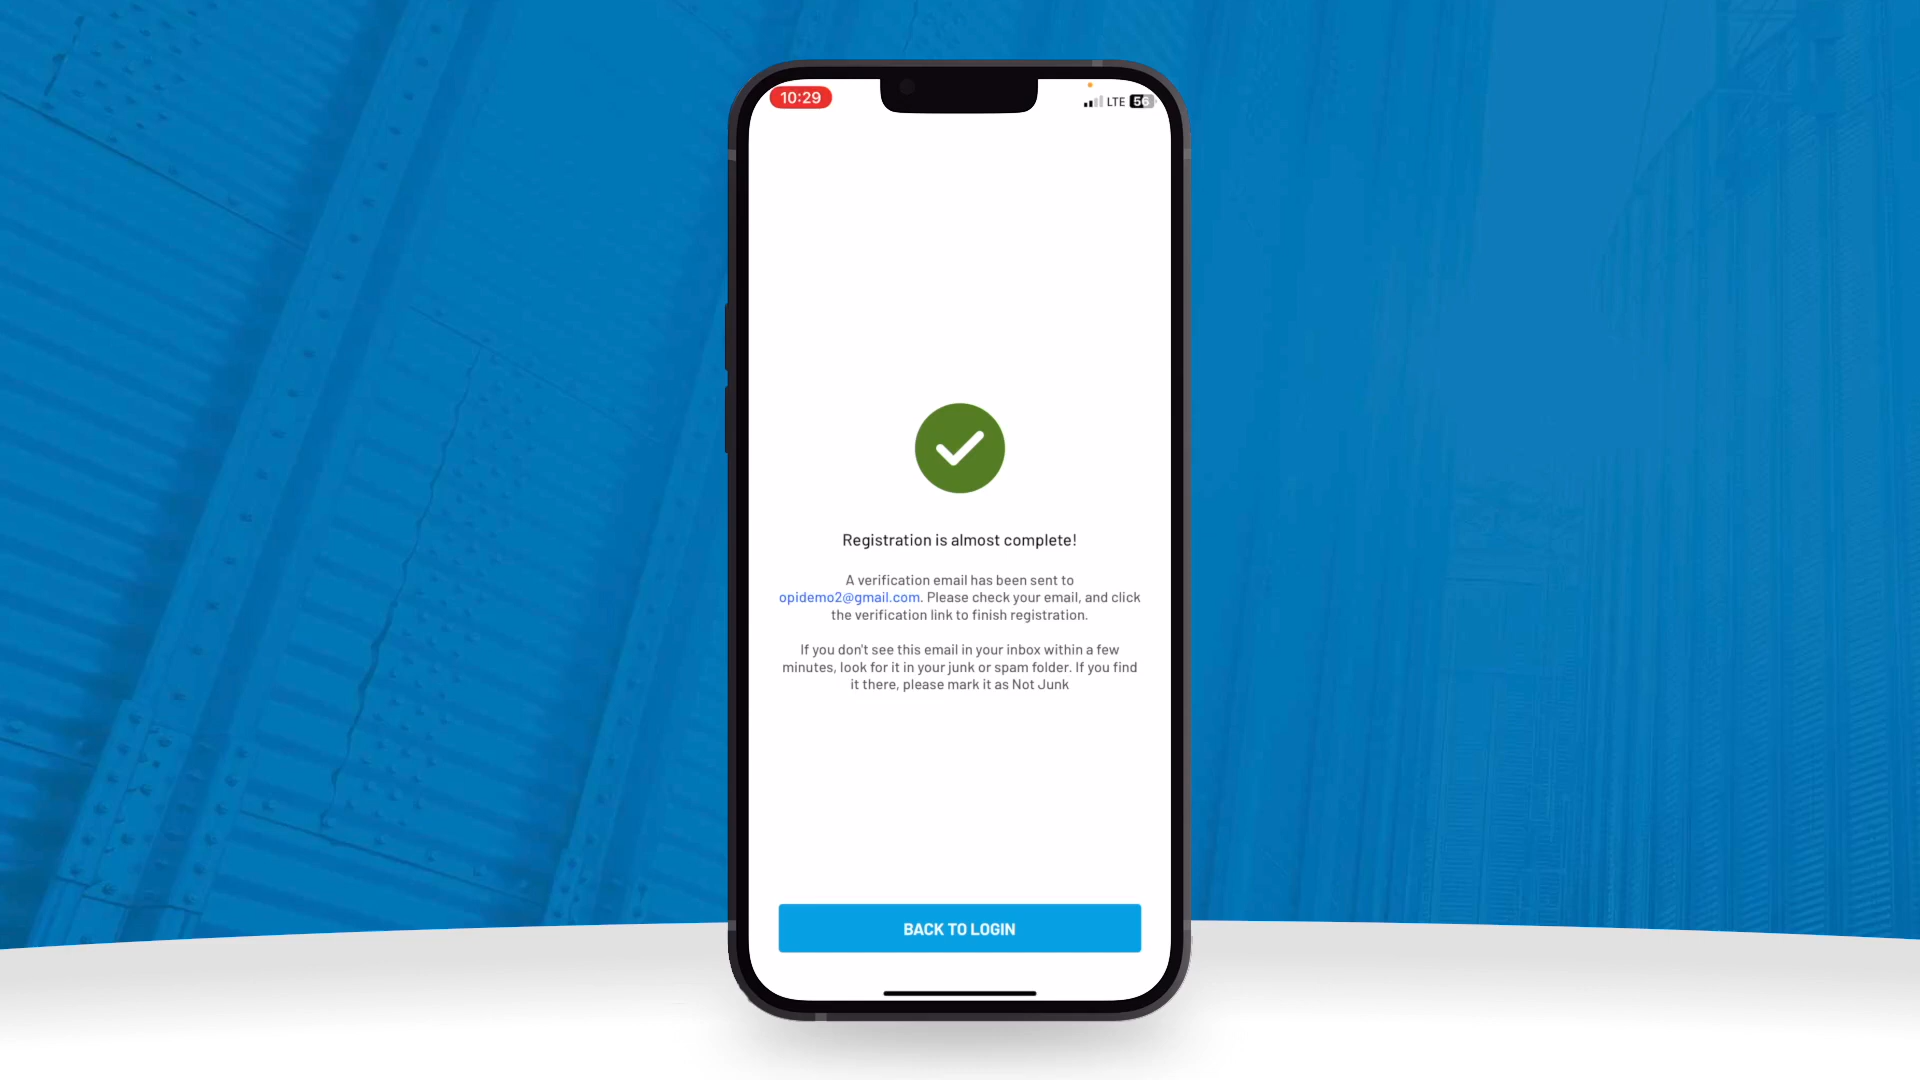 10:29
LTE 56
Registration is almost complete!
A verification email has been sent to
opidemo2@gmail.com. Please check your email, and click
the verification link to finish registration.
If you don't see this email in your inbox within a few
minutes, look for it in your junk or spam folder. If you find
it there, please mark it as Not Junk
BACK TO LOGIN